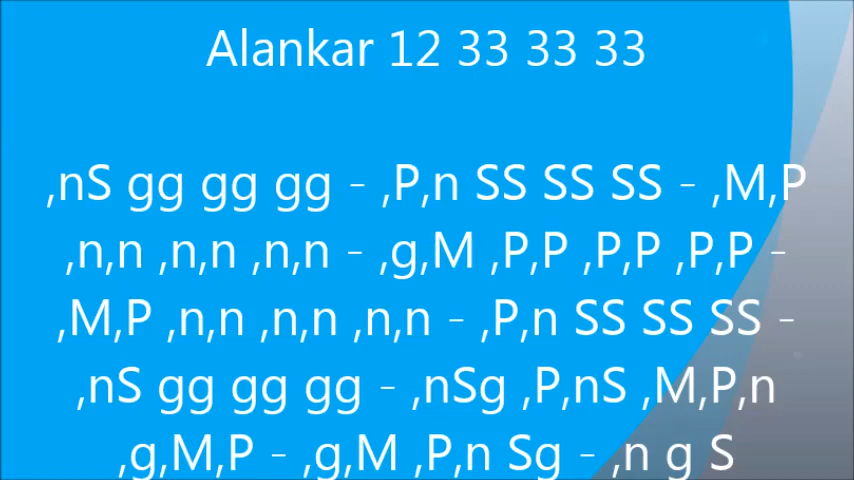 Alankar 12 33 33 33
,nS gg gg gg - ,P,n SS SS SS - ,M,P
,n,n ,n,n ,n,n - ,g,M ,P,P ,P,P ,P,P -
,M,P ,n,n ,n,n ,n,n - ,P,n SS SS SS -
,nS gg gg gg - ,nSg ,P,nS ,M,P,n
,g,M,P - ,g,M ,P,n Sg - ,n g S